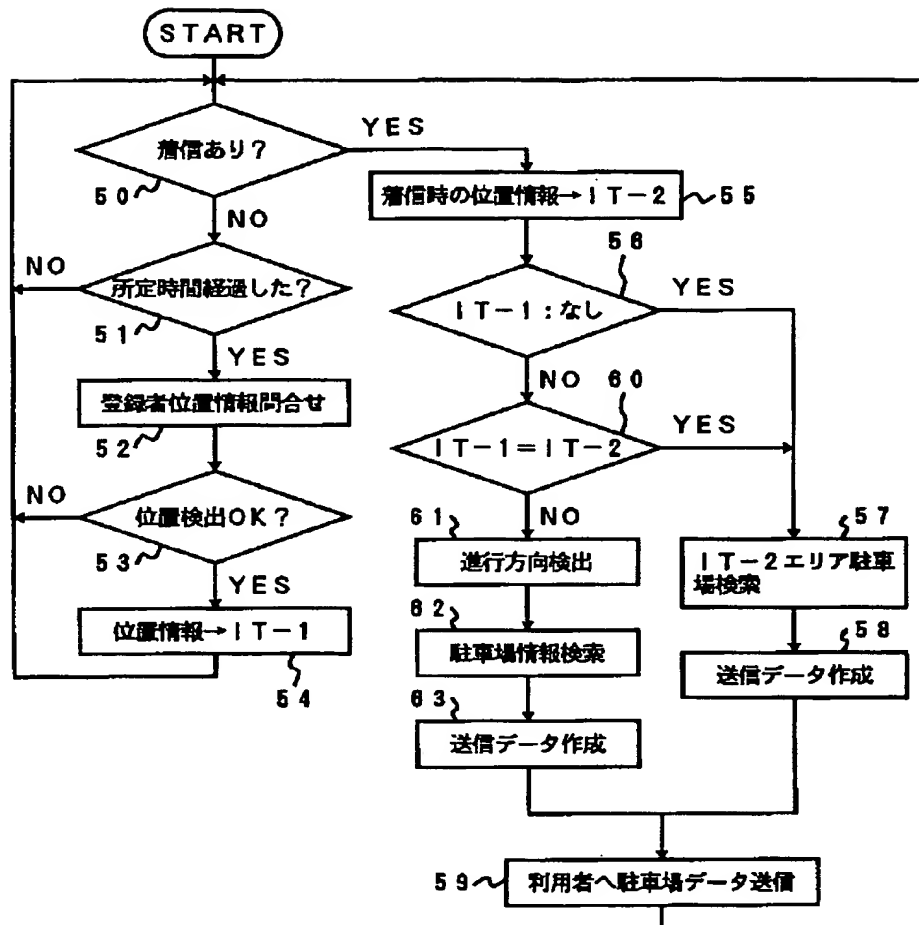 START
着信あり?
YES
50
NO
着信時の位置情報→IT-2
55
所定時間経過した?
NO
51
YES
56
IT-1:なし
YES
NO
登録者位置情報問合せ
52
60
IT-1=IT-2
YES
NO
位置検出OK?
NO
53
YES
61
進行方向検出
57
IT-2エリア駐車
場検索
位置情報→IT-1
54
62
駐車場情報検索
58
送信データ作成
63
送信データ作成
59
利用者へ駐車場データ送信